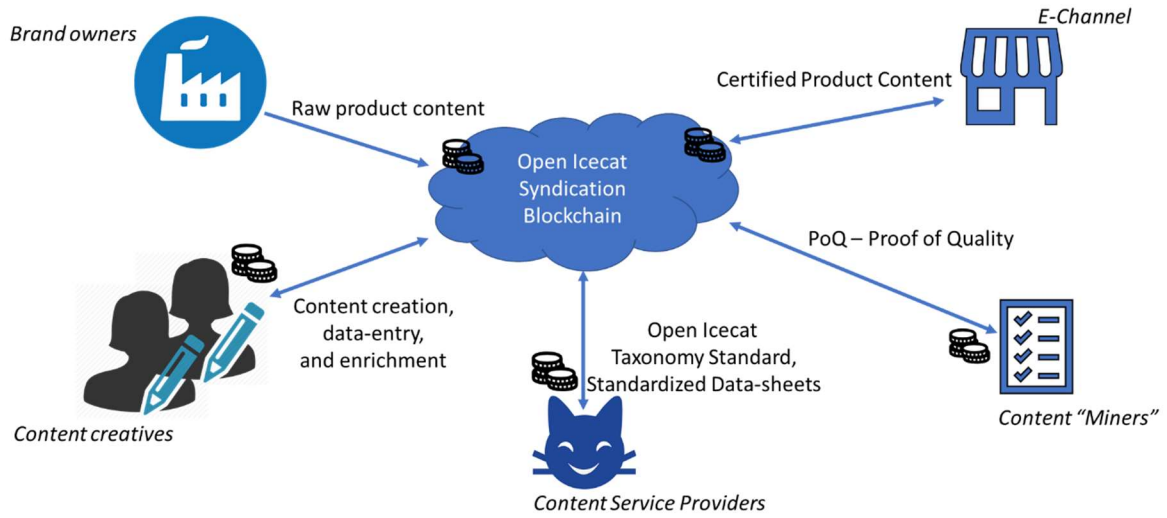 Brand owners
E-Channel
Raw product content
Certified Product Content
Open Icecat
Syndication
Blockchain
PoQ – Proof of Quality
Content creation,
data-entry,
and enrichment
Open Icecat
Taxonomy Standard,
Standardized Data-sheets
Content creatives
Content “Miners”
Content Service Providers